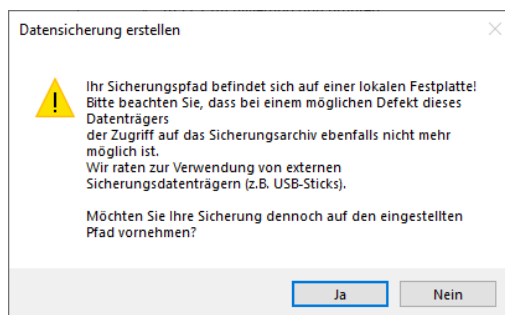 Datensicherung erstellen
Ihr Sicherungspfad befindet sich auf einer lokalen Festplatte!
Bitte beachten Sie, dass bei einem möglichen Defekt dieses
Datenträgers
der Zugriff auf das Sicherungsarchiv ebenfalls nicht mehr
möglich ist.
Wir raten zur Verwendung von externen
Sicherungsdatenträgern (z.B. USB-Sticks).
Möchten Sie Ihre Sicherung dennoch auf den eingestellten
Pfad vornehmen?
Ja
Nein